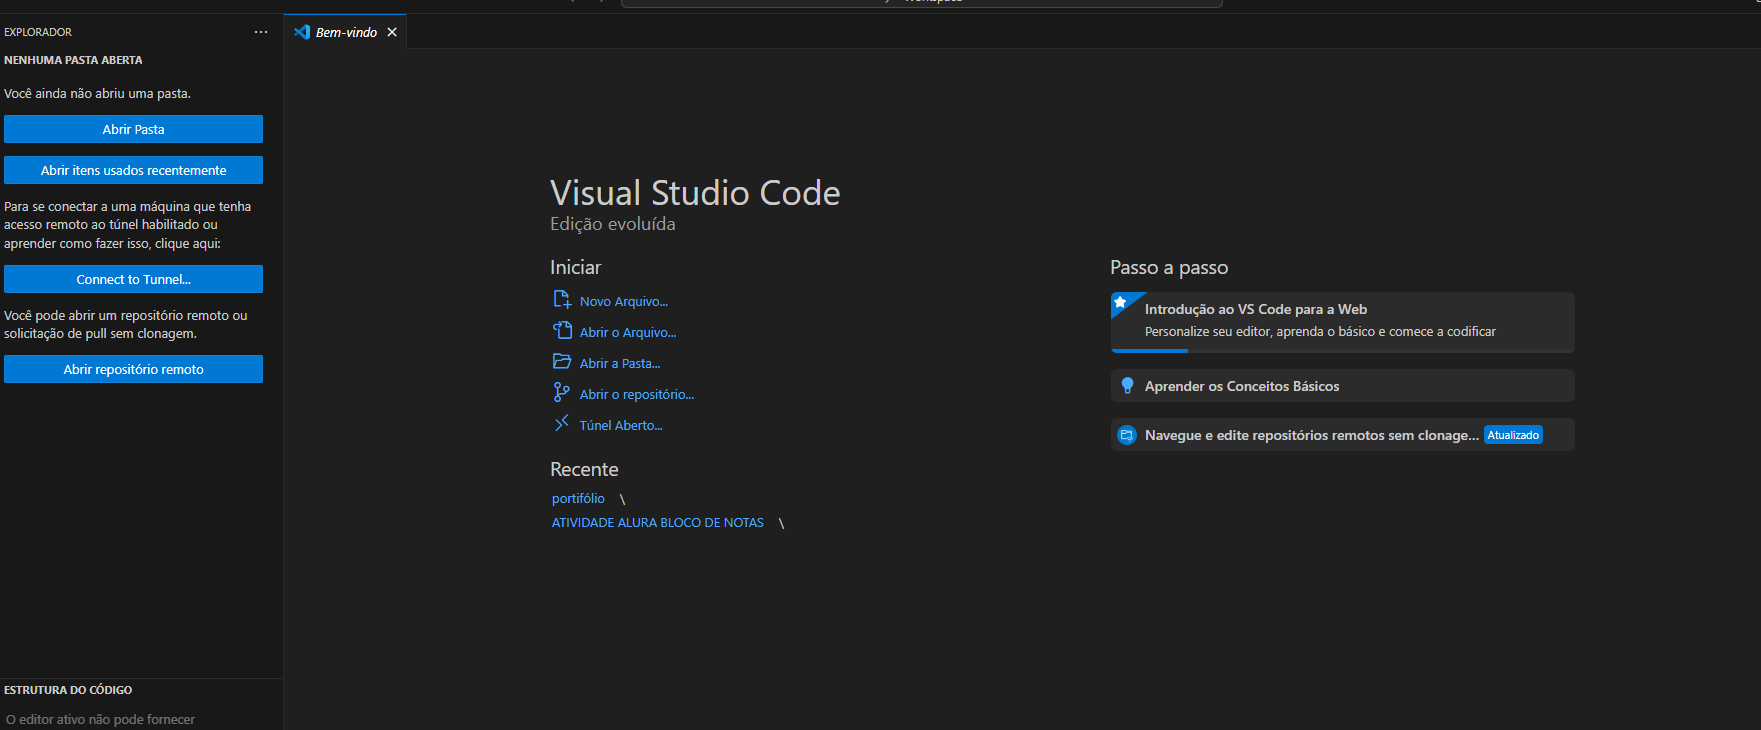 EXPLORADOR
Bem-vindo
NENHUMA PASTA ABERTA
Você ainda não abriu uma pasta.
Abrir Pasta
Abrir itens usados recentemente
Para se conectar a uma máquina que tenha
acesso remoto ao túnel habilitado ou
aprender como fazer isso, clique aqui:
Connect to Tunnel...
Você pode abrir um repositório remoto ou
solicitação de pull sem clonagem.
Abrir repositório remoto
ESTRUTURA DO CÓDIGO
O editor ativo não pode fornecer
Visual Studio Code
Edição evoluída
Iniciar
Novo Arquivo...
Abrir o Arquivo...
Abrir a Pasta...
Abrir o repositório...
Túnel Aberto...
Recente
portifólio \
ATIVIDADE ALURA BLOCO DE NOTAS \
Passo a passo
Introdução ao VS Code para a Web
Personalize seu editor, aprenda o básico e comece a codificar
Aprender os Conceitos Básicos
Navegue e edite repositórios remotos sem clonage... Atualizado